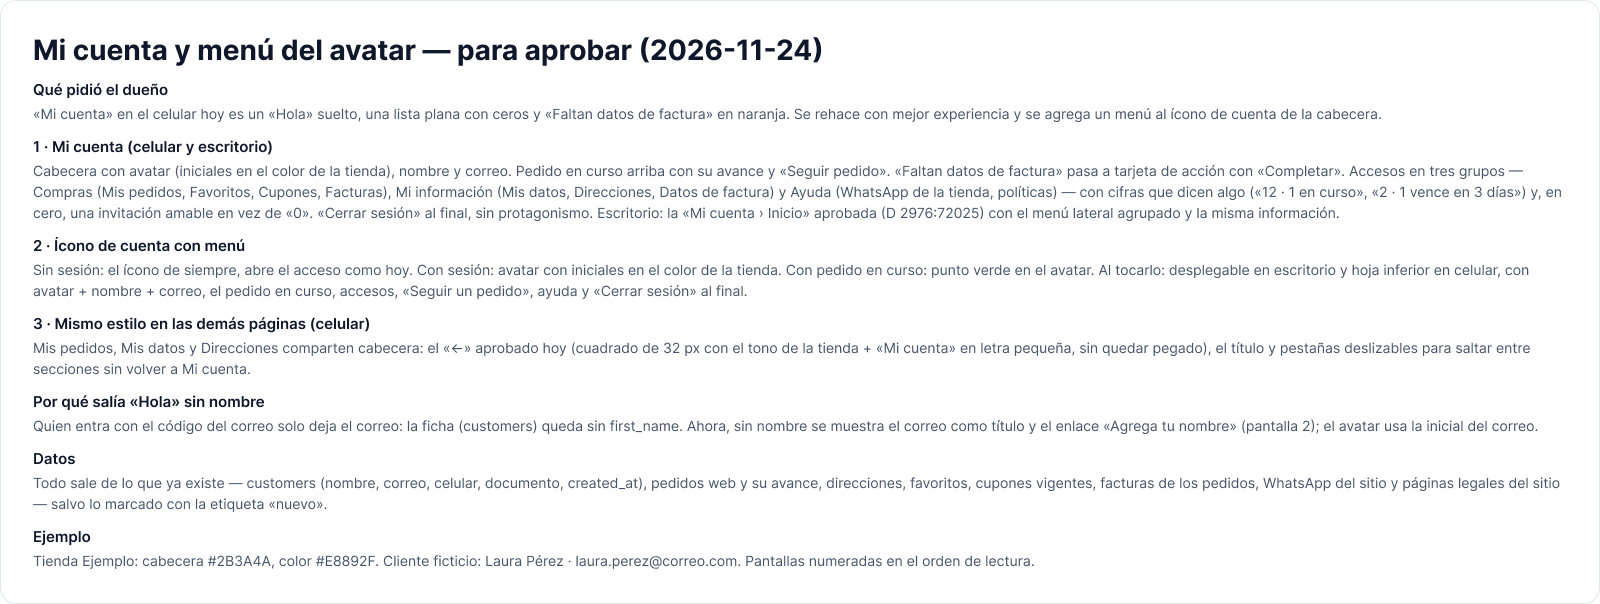 Mi cuenta y menú del avatar — para aprobar (2026-11-24)
Qué pidió el dueño
«Mi cuenta» en el celular hoy es un «Hola» suelto, una lista plana con ceros y «Faltan datos de factura» en naranja. Se rehace con mejor experiencia y se agrega un menú al ícono de cuenta de la cabecera.
1 · Mi cuenta (celular y escritorio)
Cabecera con avatar (iniciales en el color de la tienda), nombre y correo. Pedido en curso arriba con su avance y «Seguir pedido». «Faltan datos de factura» pasa a tarjeta de acción con «Completar». Accesos en tres grupos —
Compras (Mis pedidos, Favoritos, Cupones, Facturas), Mi información (Mis datos, Direcciones, Datos de factura) y Ayuda (WhatsApp de la tienda, políticas) — con cifras que dicen algo («12 · 1 en curso», «2 · 1 vence en 3 días») y, en
cero, una invitación amable en vez de «0». «Cerrar sesión» al final, sin protagonismo. Escritorio: la «Mi cuenta › Inicio» aprobada (D 2976:72025) con el menú lateral agrupado y la misma información.
2 · Ícono de cuenta con menú
Sin sesión: el ícono de siempre, abre el acceso como hoy. Con sesión: avatar con iniciales en el color de la tienda. Con pedido en curso: punto verde en el avatar. Al tocarlo: desplegable en escritorio y hoja inferior en celular, con
avatar + nombre + correo, el pedido en curso, accesos, «Seguir un pedido», ayuda y «Cerrar sesión» al final.
3 · Mismo estilo en las demás páginas (celular)
Mis pedidos, Mis datos y Direcciones comparten cabecera: el «←» aprobado hoy (cuadrado de 32 px con el tono de la tienda + «Mi cuenta» en letra pequeña, sin quedar pegado), el título y pestañas deslizables para saltar entre
secciones sin volver a Mi cuenta.
Por qué salía «Hola» sin nombre
Quien entra con el código del correo solo deja el correo: la ficha (customers) queda sin first_name. Ahora, sin nombre se muestra el correo como título y el enlace «Agrega tu nombre» (pantalla 2); el avatar usa la inicial del correo.
Datos
Todo sale de lo que ya existe — customers (nombre, correo, celular, documento, created_at), pedidos web y su avance, direcciones, favoritos, cupones vigentes, facturas de los pedidos, WhatsApp del sitio y páginas legales del sitio
— salvo lo marcado con la etiqueta «nuevo».
Ejemplo
Tienda Ejemplo: cabecera #2B3A4A, color #E8892F. Cliente ficticio: Laura Pérez · laura.perez@correo.com. Pantallas numeradas en el orden de lectura.